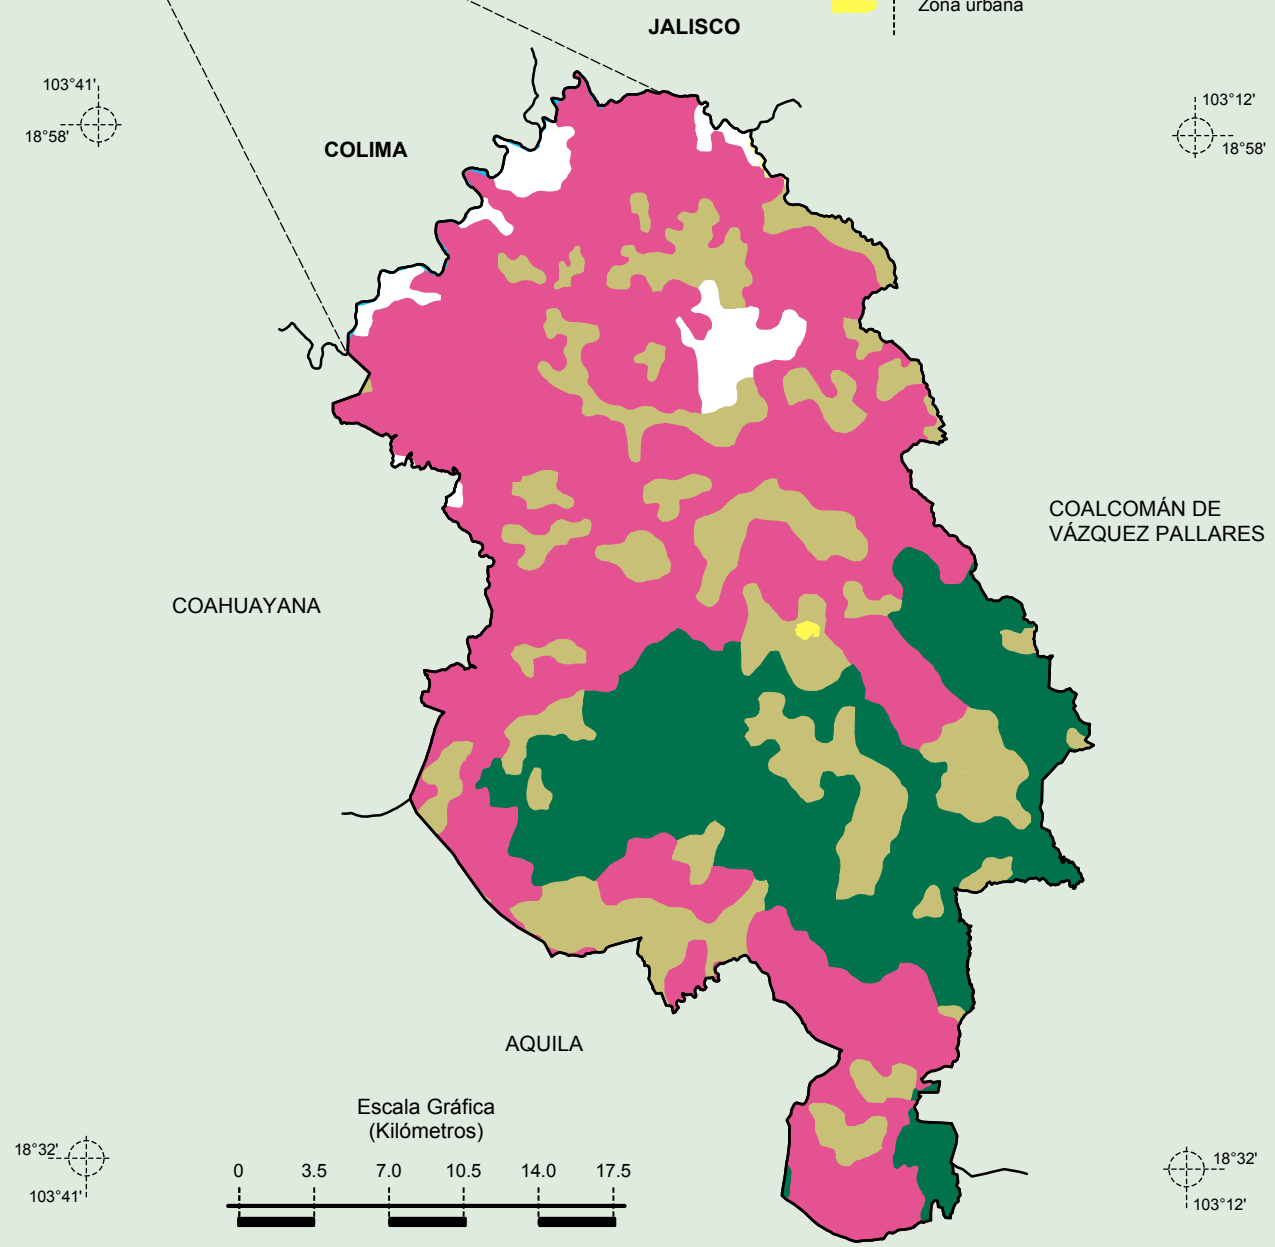 Zona urbana
JALISCO
103°41'
18°58'
103°12'
18°58'
COLIMA
COALCOMÁN DE
VÁZQUEZ PALLARES
COAHUAYANA
AQUILA
Escala Gráfica
(Kilómetros)
0 3.5 7.0 10.5 14.0 17.5
18°32'
103°41'
18°32'
103°12'